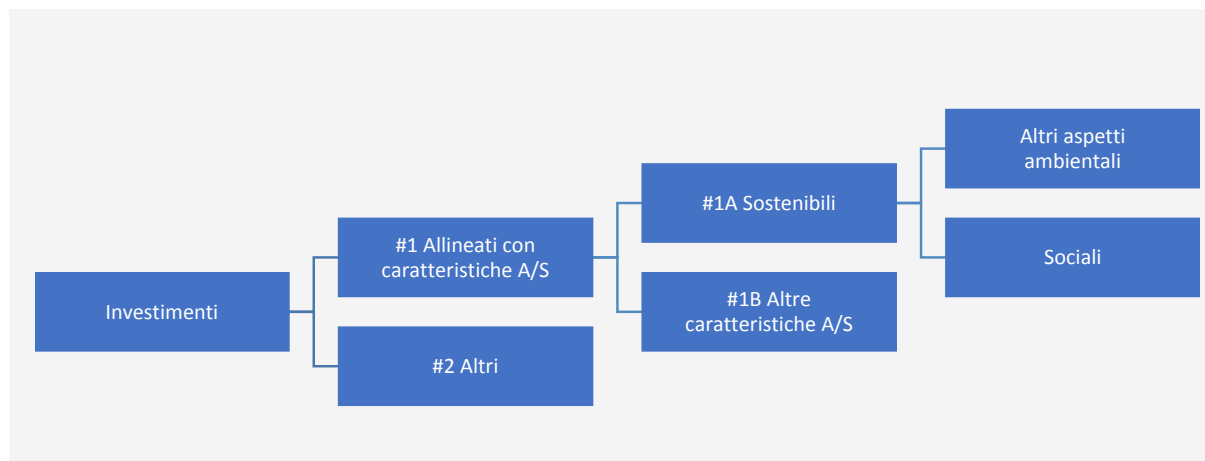 Investimenti
#1 Allineati con
caratteristiche A/S
#2 Altri
#1A Sostenibili
#1B Altre
caratteristiche A/S
Altri aspetti
ambientali
Sociali